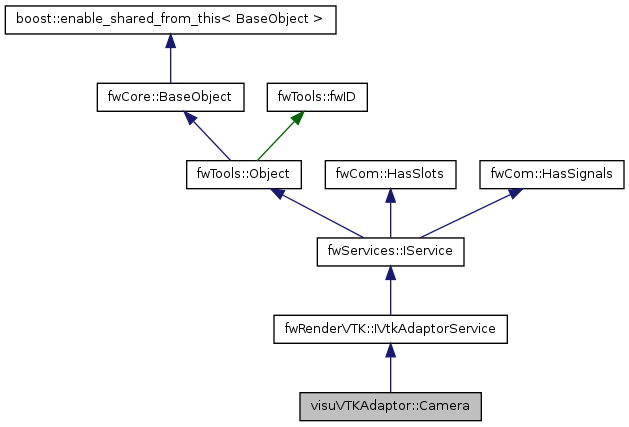 boost::enable_shared_from_this< BaseObject >
fwCore::BaseObject
fwTools::fwID
fwTools::Object
fwCom::HasSlots
fwCom::HasSignals
fwServices::IService
fwRenderVTK::IVtkAdaptorService
visuVTKAdaptor::Camera